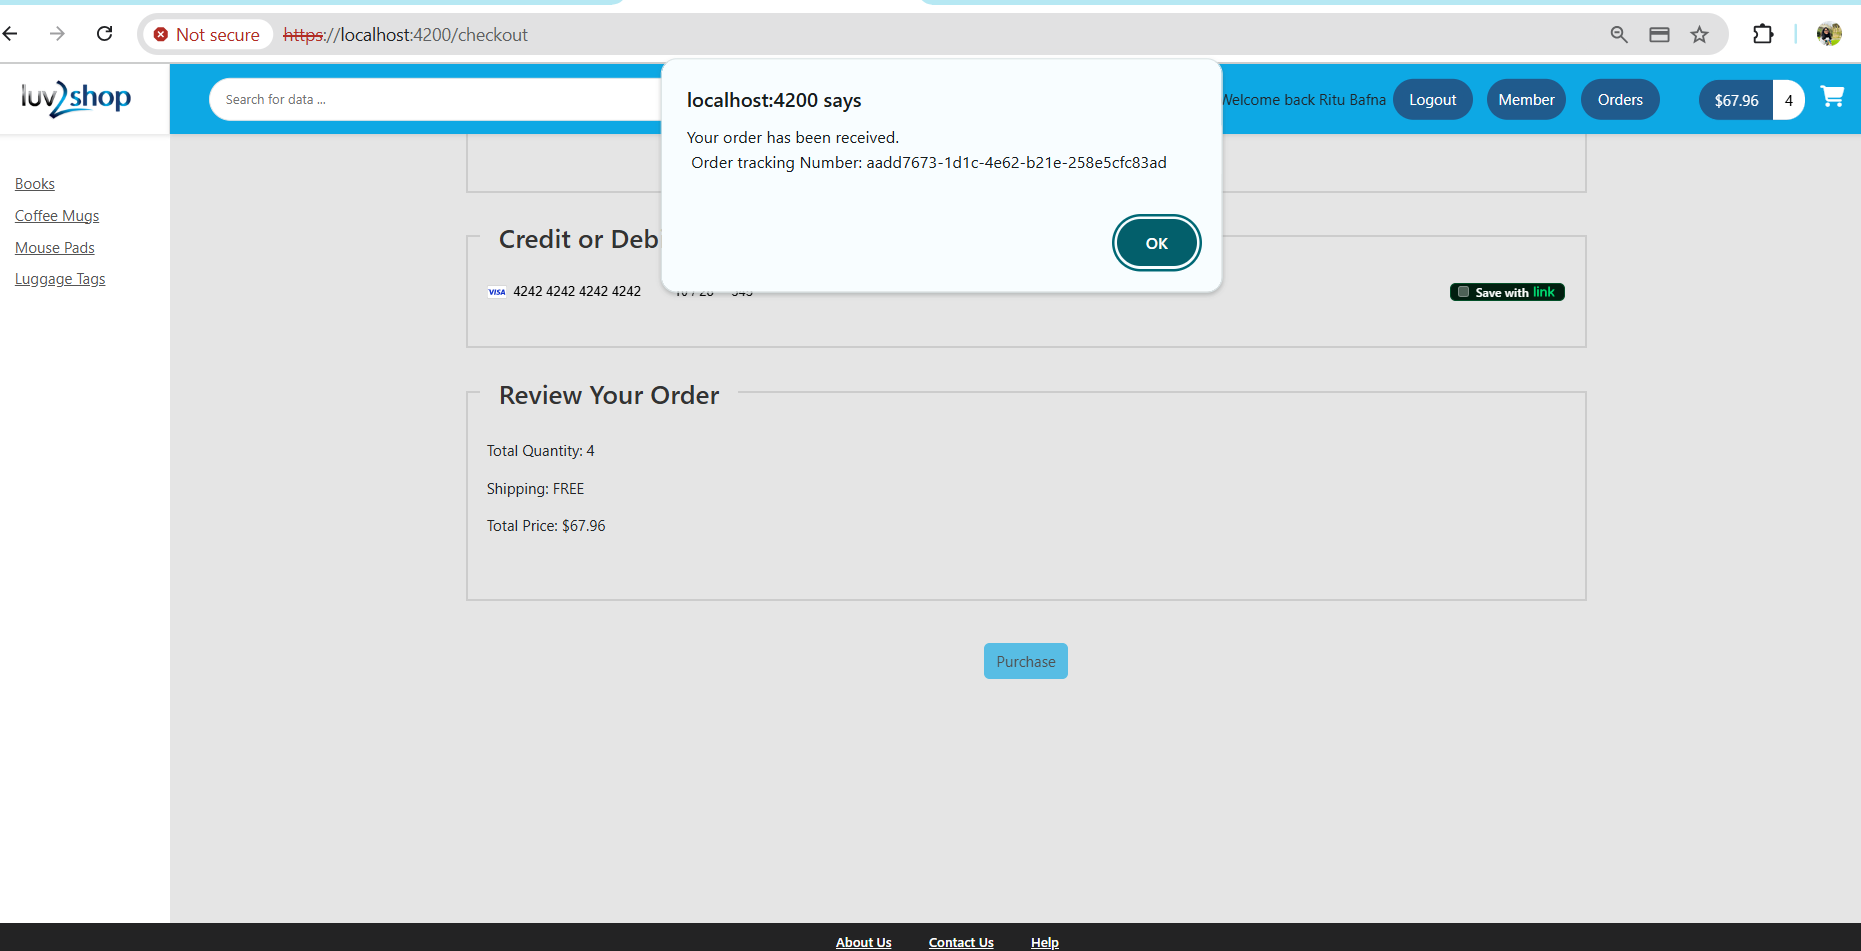 Not secure
https://localhost:4200/checkout
luv2shop
Search for data ...
Welcome back Ritu Bafna
Logout
Member
Orders
$67.96
4
localhost:4200 says
Your order has been received.
Order tracking Number: aadd7673-1d1c-4e62-b21e-258e5cfc83ad
OK
Books
Coffee Mugs
Mouse Pads
Luggage Tags
Credit or Deb
VISA 4242 4242 4242 4242
Save with link
Review Your Order
Total Quantity: 4
Shipping: FREE
Total Price: $67.96
Purchase
About Us
Contact Us
Help